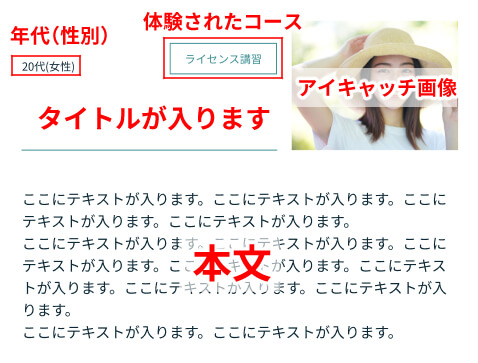 年代(性別)
体験されたコース
20代(女性)
ライセンス講習
アイキャッチ画像
タイトルが入ります
ここにテキストが入ります。ここにテキストが入ります。ここに
テキストが入ります。ここにテキストが入ります。
ここにテキストが入ります。ここにテキストが入ります。ここに
テキストが入ります。ここにテキストが入ります。ここにテキス
トが入ります。ここにテキストが入ります。ここにテキストが入
ります。
ここにテキストが入ります。ここにテキストが入ります。
本文